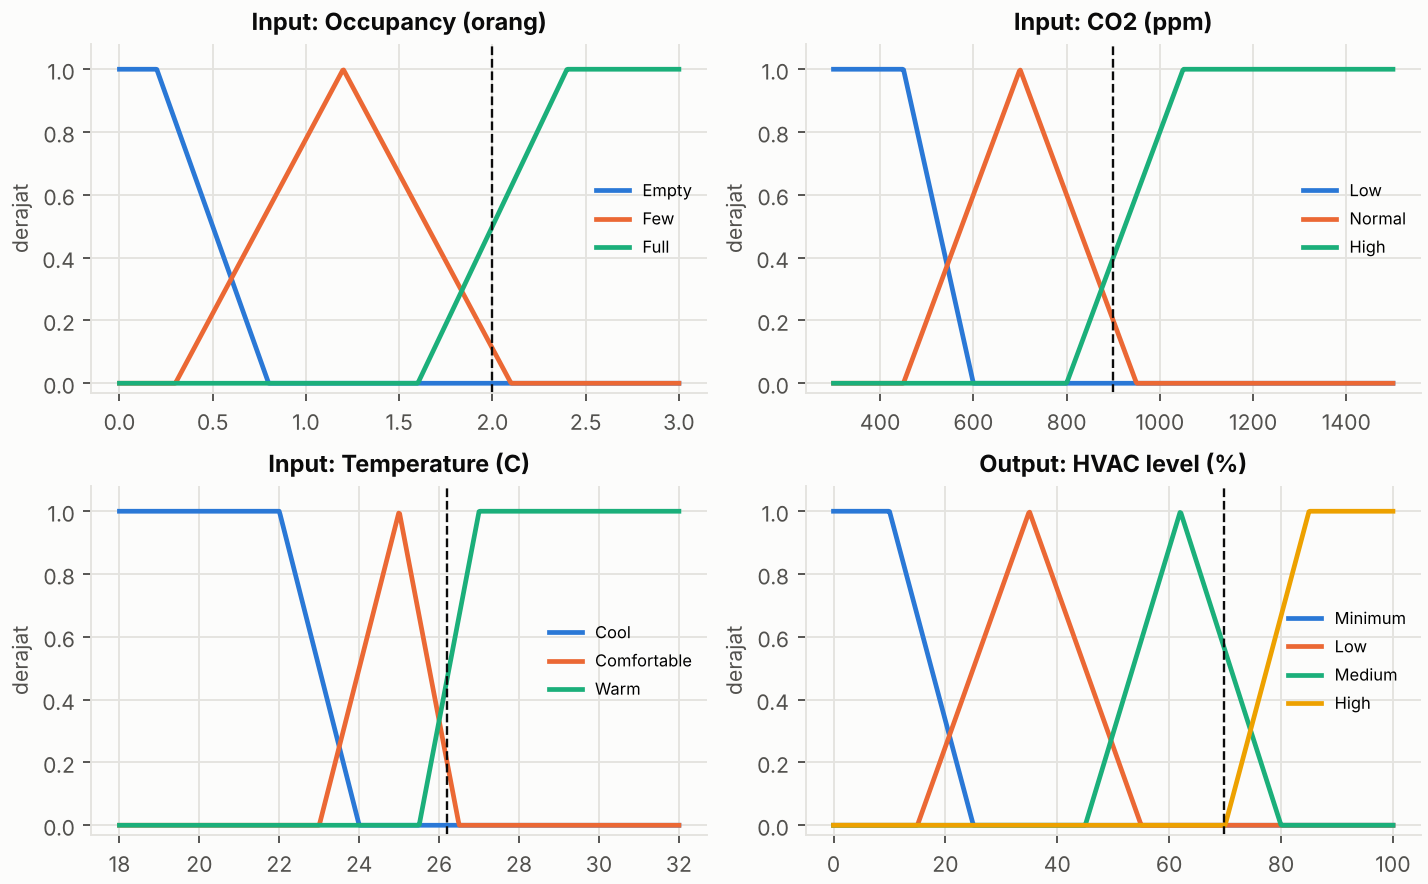 Input: Occupancy (orang)
derajat
1.0
0.8
0.6
0.4
0.2
0.0
Empty
Few
Full
0.0 0.5 1.0 1.5 2.0 2.5 3.0
Input: CO2 (ppm)
derajat
1.0
0.8
0.6
0.4
0.2
0.0
Low
Normal
High
400 600 800 1000 1200 1400
Input: Temperature (C)
derajat
1.0
0.8
0.6
0.4
0.2
0.0
Cool
Comfortable
Warm
18 20 22 24 26 28 30 32
Output: HVAC level (%)
derajat
1.0
0.8
0.6
0.4
0.2
0.0
Minimum
Low
Medium
High
0 20 40 60 80 100